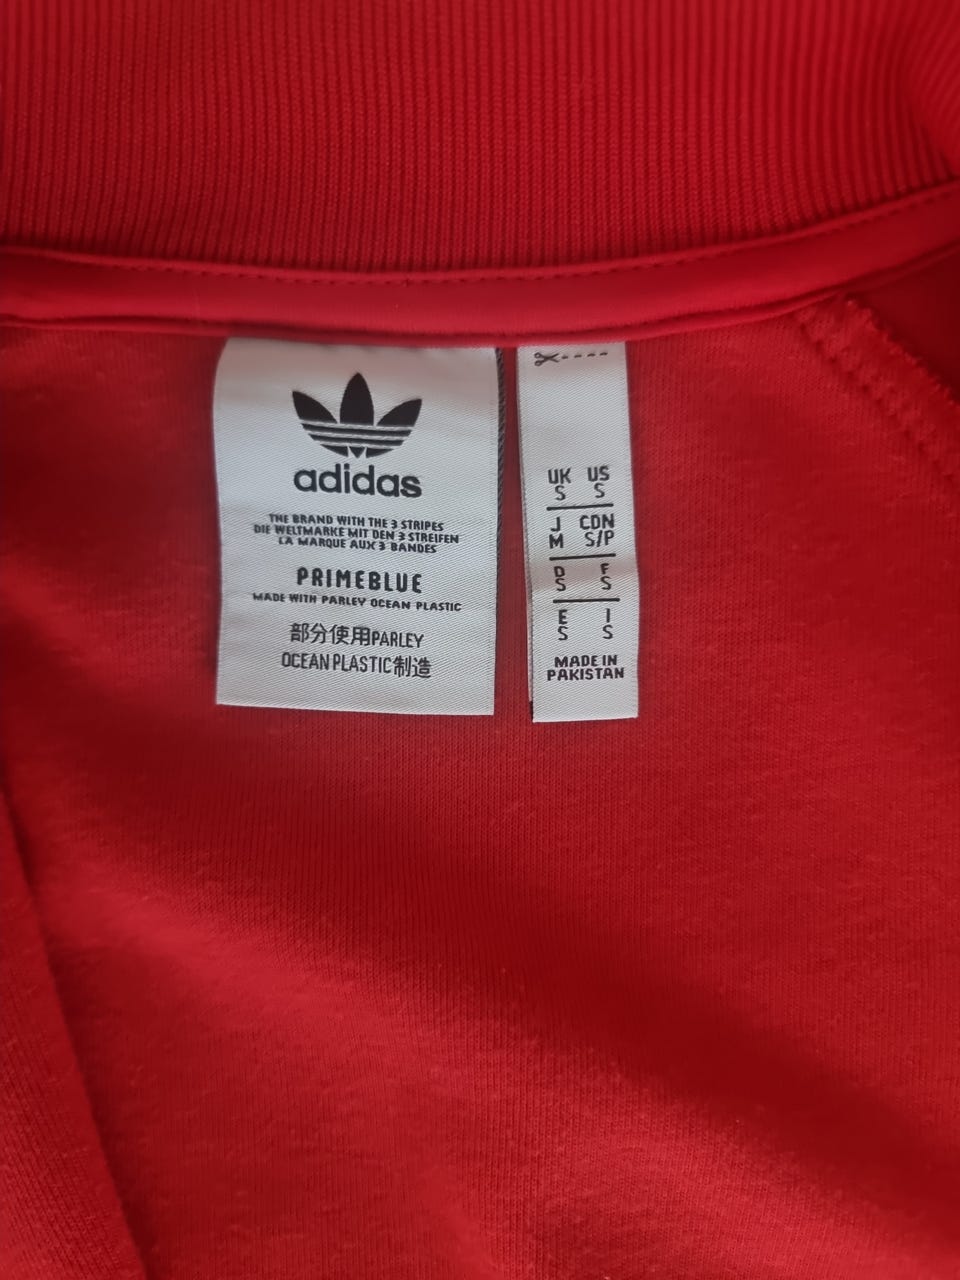 adidas
THE BRAND WITH THE 3 STRIPES
DIE WELTMARKE MIT DEN 3 STREIFEN
LA MARQUE AUX 3 BANDES
PRIMEBLUE
MADE WITH PARLEY OCEAN PLASTIC
部分使用PARLEY
OCEAN PLASTIC制造
UK US
S S
J CDN
M S/P
D F
S S
E I
S S
MADE IN
PAKISTAN